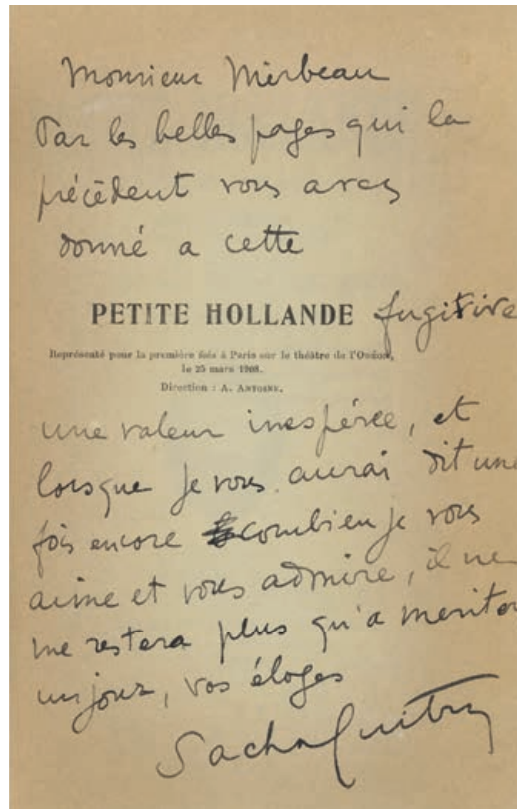 Monsieur Mirbeau
Par les belles pages qui la
précèdent vous avez
donné a cette
PETITE HOLLANDE fugitive
Représenté pour la première fois à Paris sur le théâtre de l'Odéon,
le 25 mars 1908.
Direction : A. ANTOINE.
une valeur inespérée, et
lorsque je vous aurai dit une
fois encore combien je vous
aime et vous admire, il ne
me restera plus qu'a meriter
un jour, vos éloges
Sacha Guitry